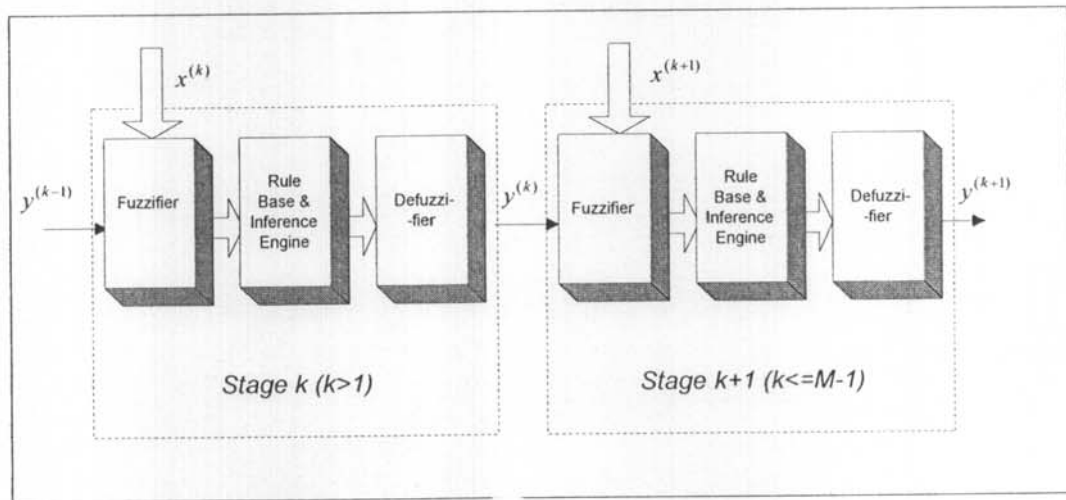 x^(k)
x^(k+1)
y^(k-1)
Fuzzifier
Rule
Base &
Inference
Engine
Defuzzi-
-fier
y^(k)
Fuzzifier
Rule
Base &
Inference
Engine
Defuzzi-
-fier
y^(k+1)
Stage k (k>1)
Stage k+1 (k<=M-1)